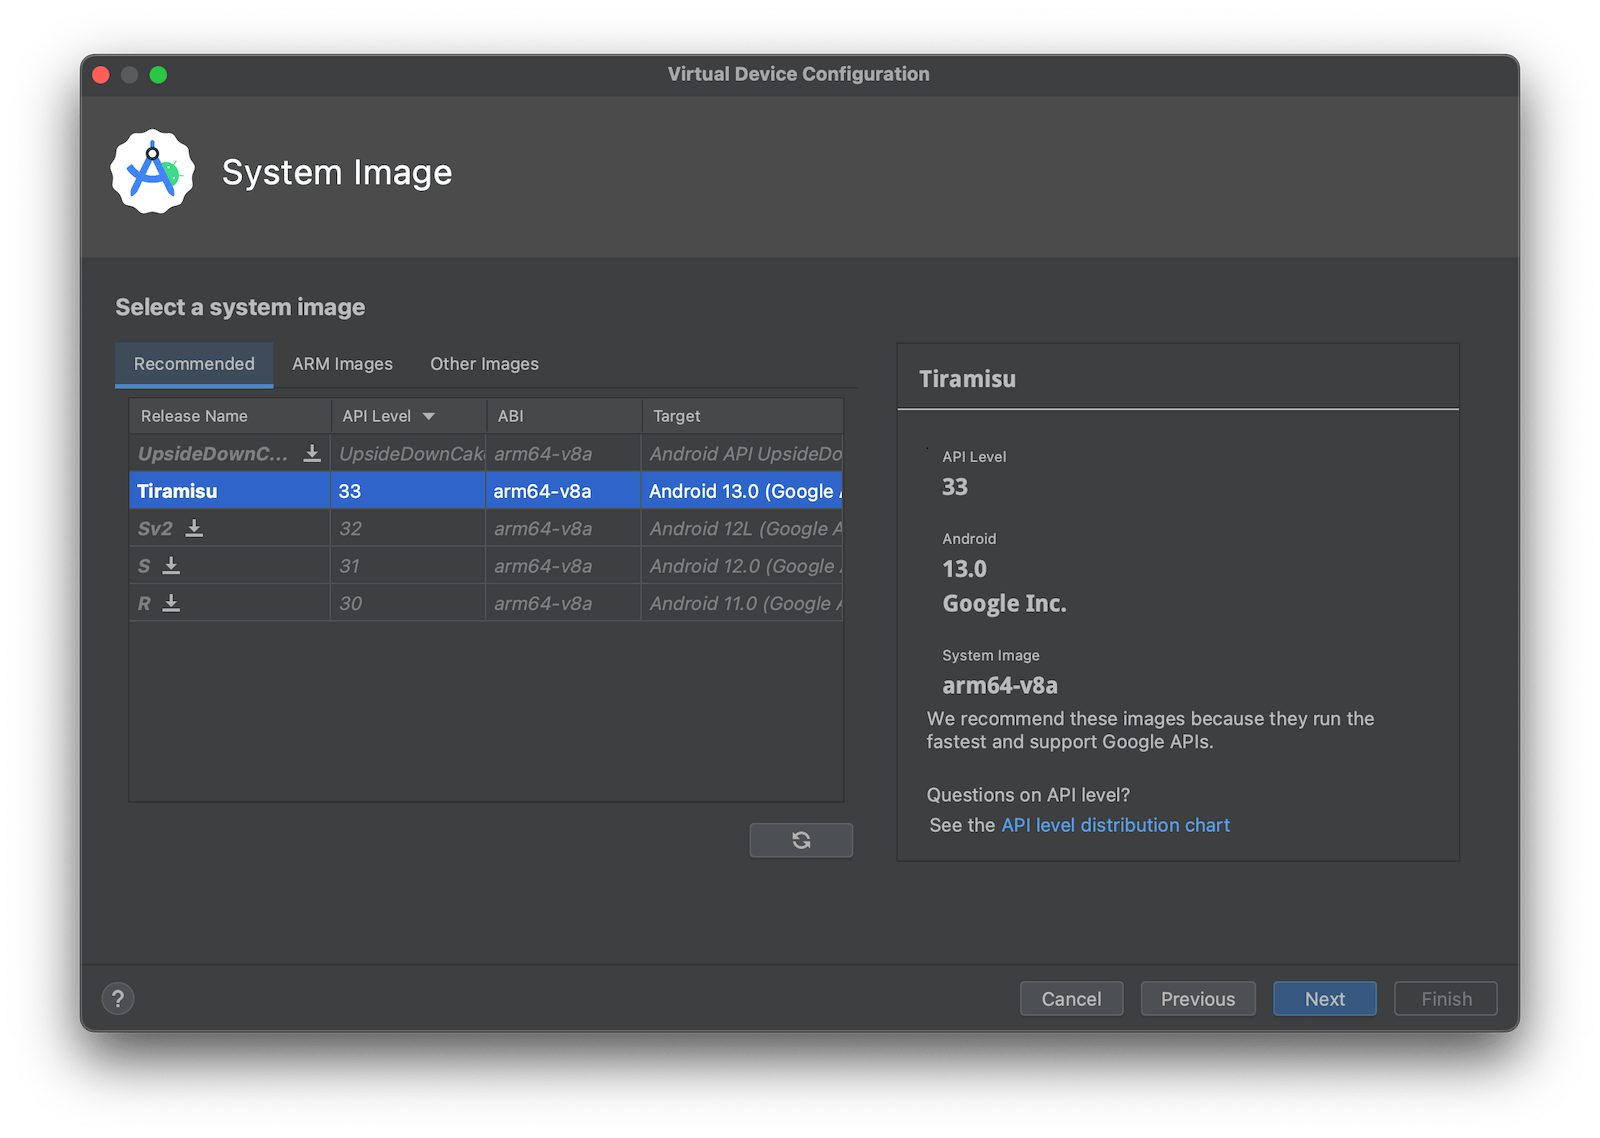 Virtual Device Configuration
System Image
Select a system image
Recommended ARM Images Other Images
Release Name API Level ABI Target
UpsideDownC... UpsideDownCak arm64-v8a Android API UpsideDo
Tiramisu 33 arm64-v8a Android 13.0 (Google
Sv2 32 arm64-v8a Android 12L (Google A
S 31 arm64-v8a Android 12.0 (Google
R 30 arm64-v8a Android 11.0 (Google A
Tiramisu
API Level
33
Android
13.0
Google Inc.
System Image
arm64-v8a
We recommend these images because they run the
fastest and support Google APIs.
Questions on API level?
See the API level distribution chart
? Cancel Previous Next Finish